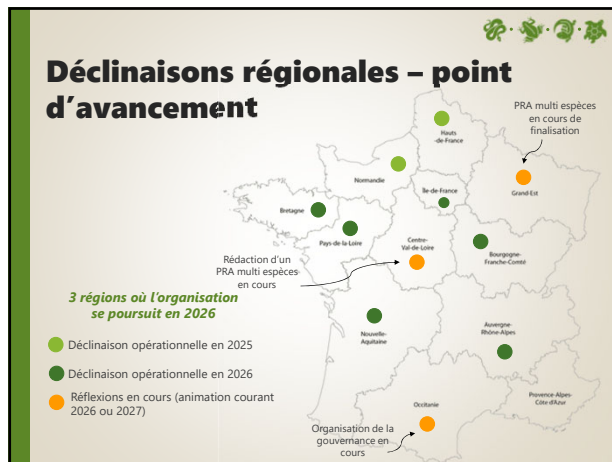 Déclinaisons régionales – point
d’avancement
PRA multi espèces
en cours de
finalisation
Hauts
-de-France
Normandie
Île-de-France
Grand-Est
Bretagne
Pays-de-la-Loire
Centre-
Val-de-Loire
Bourgogne-
Franche-Comté
Rédaction d’un
PRA multi espèces
en cours
3 régions où l’organisation
se poursuit en 2026
Déclinaison opérationnelle en 2025
Déclinaison opérationnelle en 2026
Réflexions en cours (animation courant
2026 ou 2027)
Nouvelle-
Aquitaine
Auvergne-
Rhône-Alpes
Provence-Alpes-
Côte d’Azur
Occitanie
Organisation de la
gouvernance en
cours